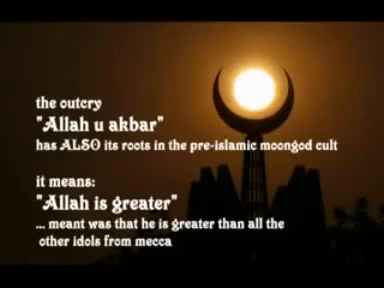 the outcry
"Allah u akbar"
has ALSO its roots in the pre-islamic moongod cult
it means:
"Allah is greater"
... meant was that he is greater than all the
other idols from mecca